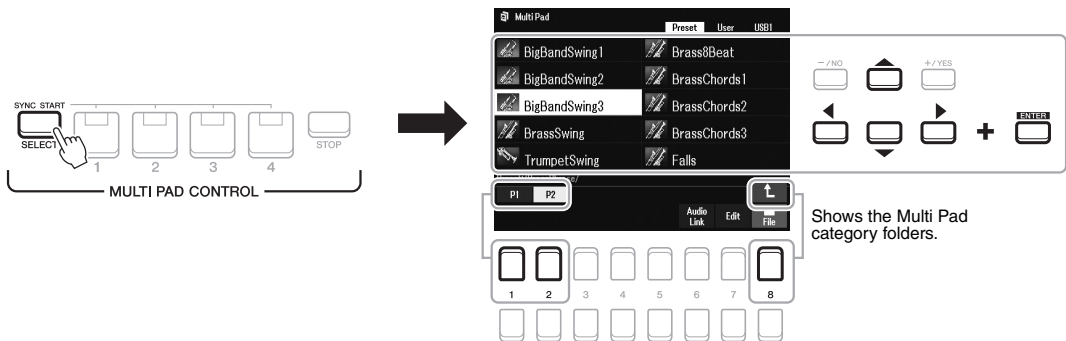 SYNC START
SELECT
1 2 3 4
STOP
MULTI PAD CONTROL
Multi Pad
Preset User USB1
BigBandSwing1 Brass8Beat
BigBandSwing2 BrassChords1
BigBandSwing3 BrassChords2
BrassSwing BrassChords3
TrumpetSwing Falls
P1 P2
Audio Link Edit File
1 2 3 4 5 6 7 8
–/NO
+/YES
+
ENTER
Shows the Multi Pad
category folders.